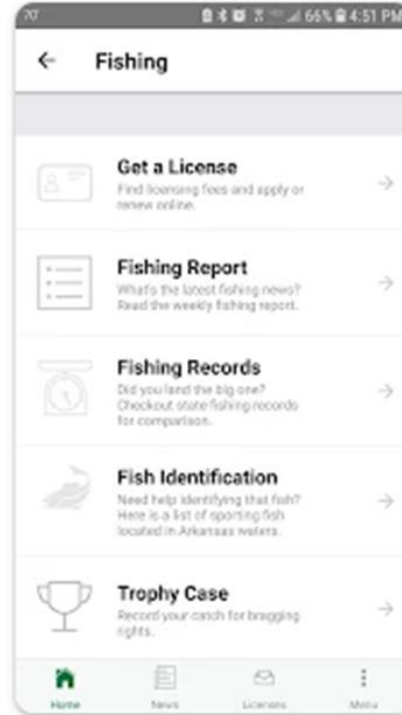 70° 66% 4:51 PM
Fishing
Get a License
Find licensing fees and apply or
renew online.
Fishing Report
What's the latest fishing news?
Read the weekly fishing report.
Fishing Records
Did you land the big one?
Checkout state fishing records
for comparison.
Fish Identification
Need help identifying that fish?
Here is a list of sporting fish
located in Arkansas waters.
Trophy Case
Record your catch for bragging
rights.
Home News Licenses Menu